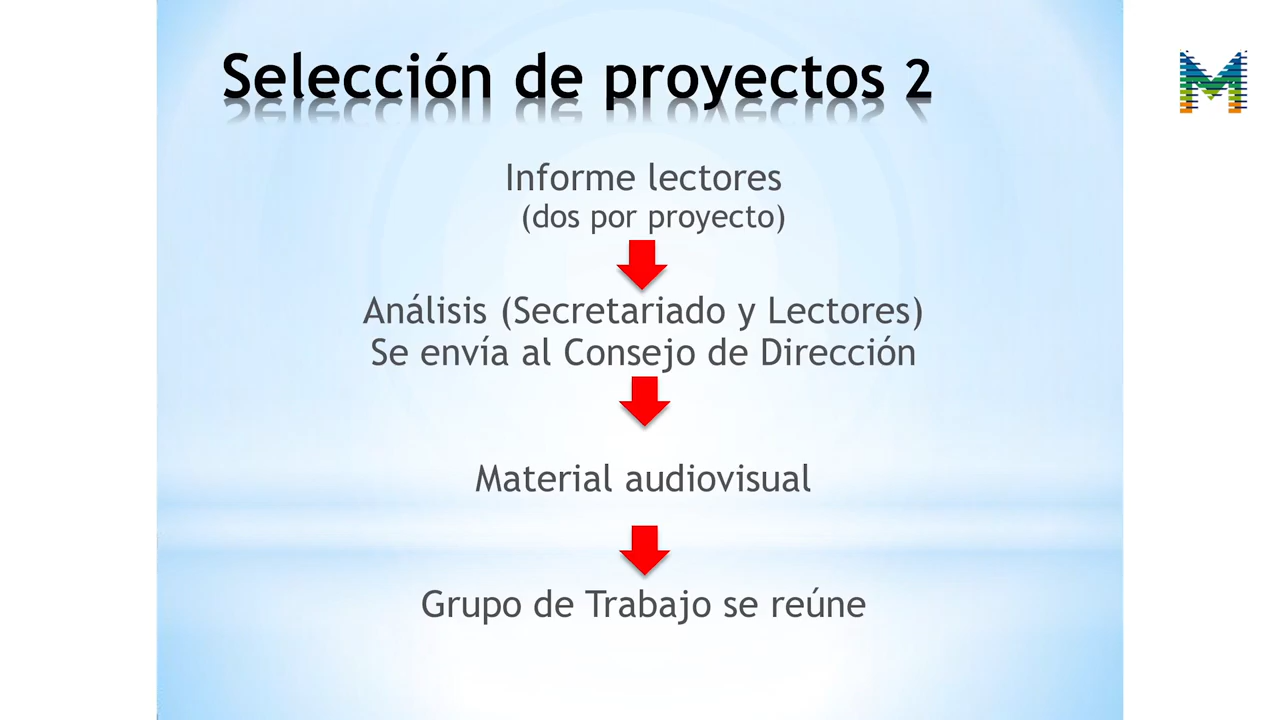 Selección de proyectos 2
Informe lectores
(dos por proyecto)
Análisis (Secretariado y Lectores)
Se envía al Consejo de Dirección
Material audiovisual
Grupo de Trabajo se reúne
M